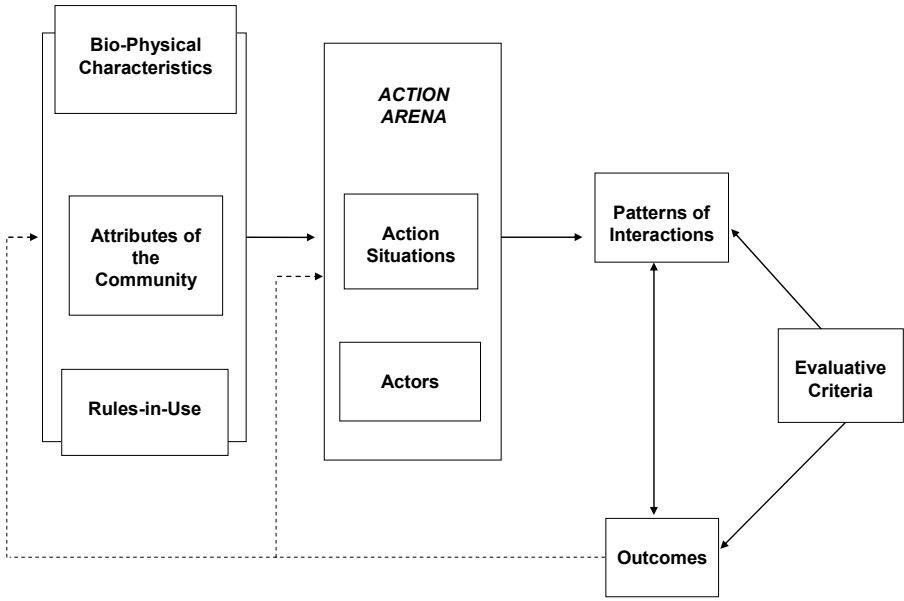 Bio-Physical
Characteristics
Attributes of
the
Community
Rules-in-Use
ACTION
ARENA
Action
Situations
Actors
Patterns of
Interactions
Evaluative
Criteria
Outcomes